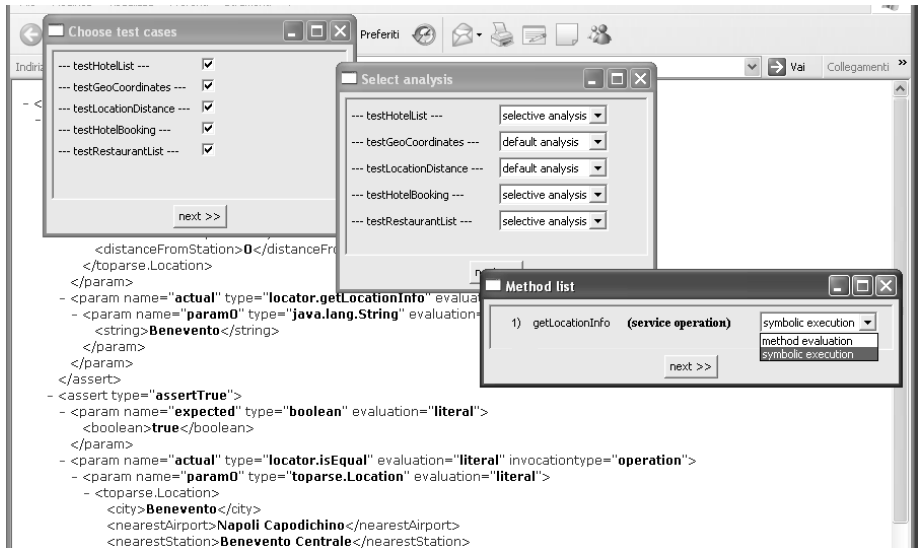 Choose test cases
Preferiti
Vai
Collegamenti »
--- testHotelList ---
--- testGeoCoordinates ---
--- testLocationDistance ---
--- testHotelBooking ---
--- testRestaurantList ---
next >>
Select analysis
--- testHotelList --- selective analysis
--- testGeoCoordinates --- default analysis
--- testLocationDistance --- default analysis
--- testHotelBooking --- selective analysis
--- testRestaurantList --- selective analysis
Method list
1) getLocationInfo (service operation) symbolic execution
method evaluation
symbolic execution
next >>
- <
<distanceFromStation>0</distanceFr
</toparse.Location>
</param>
- <param name="actual" type="locator.getLocationInfo" evalua
- <param name="param0" type="java.lang.String" evaluation=
<string>Benevento</string>
</param>
</param>
</assert>
- <assert type="assertTrue">
- <param name="expected" type="boolean" evaluation="literal">
<boolean>true</boolean>
</param>
- <param name="actual" type="locator.isEqual" evaluation="literal" invocationtype="operation">
- <param name="param0" type="toparse.Location" evaluation="literal">
- <toparse.Location>
<city>Benevento</city>
<nearestAirport>Napoli Capodichino</nearestAirport>
<nearestStation>Benevento Centrale</nearestStation>